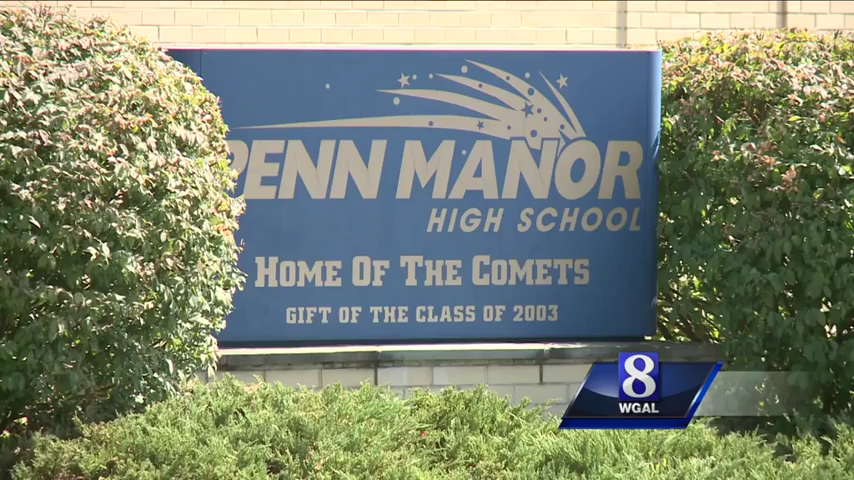 PENN MANOR
HIGH SCHOOL
HOME OF THE COMETS
GIFT OF THE CLASS OF 2003
8
WGAL